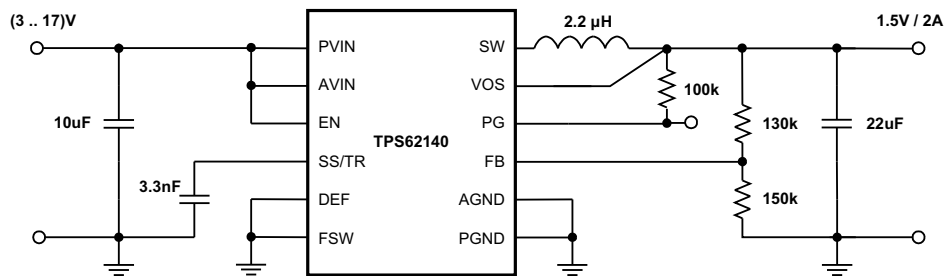 (3 .. 17)V
2.2 µH
1.5V / 2A
PVIN
SW
AVIN
VOS
100k
10uF
EN
PG
130k
22uF
TPS62140
SS/TR
FB
3.3nF
DEF
AGND
150k
FSW
PGND